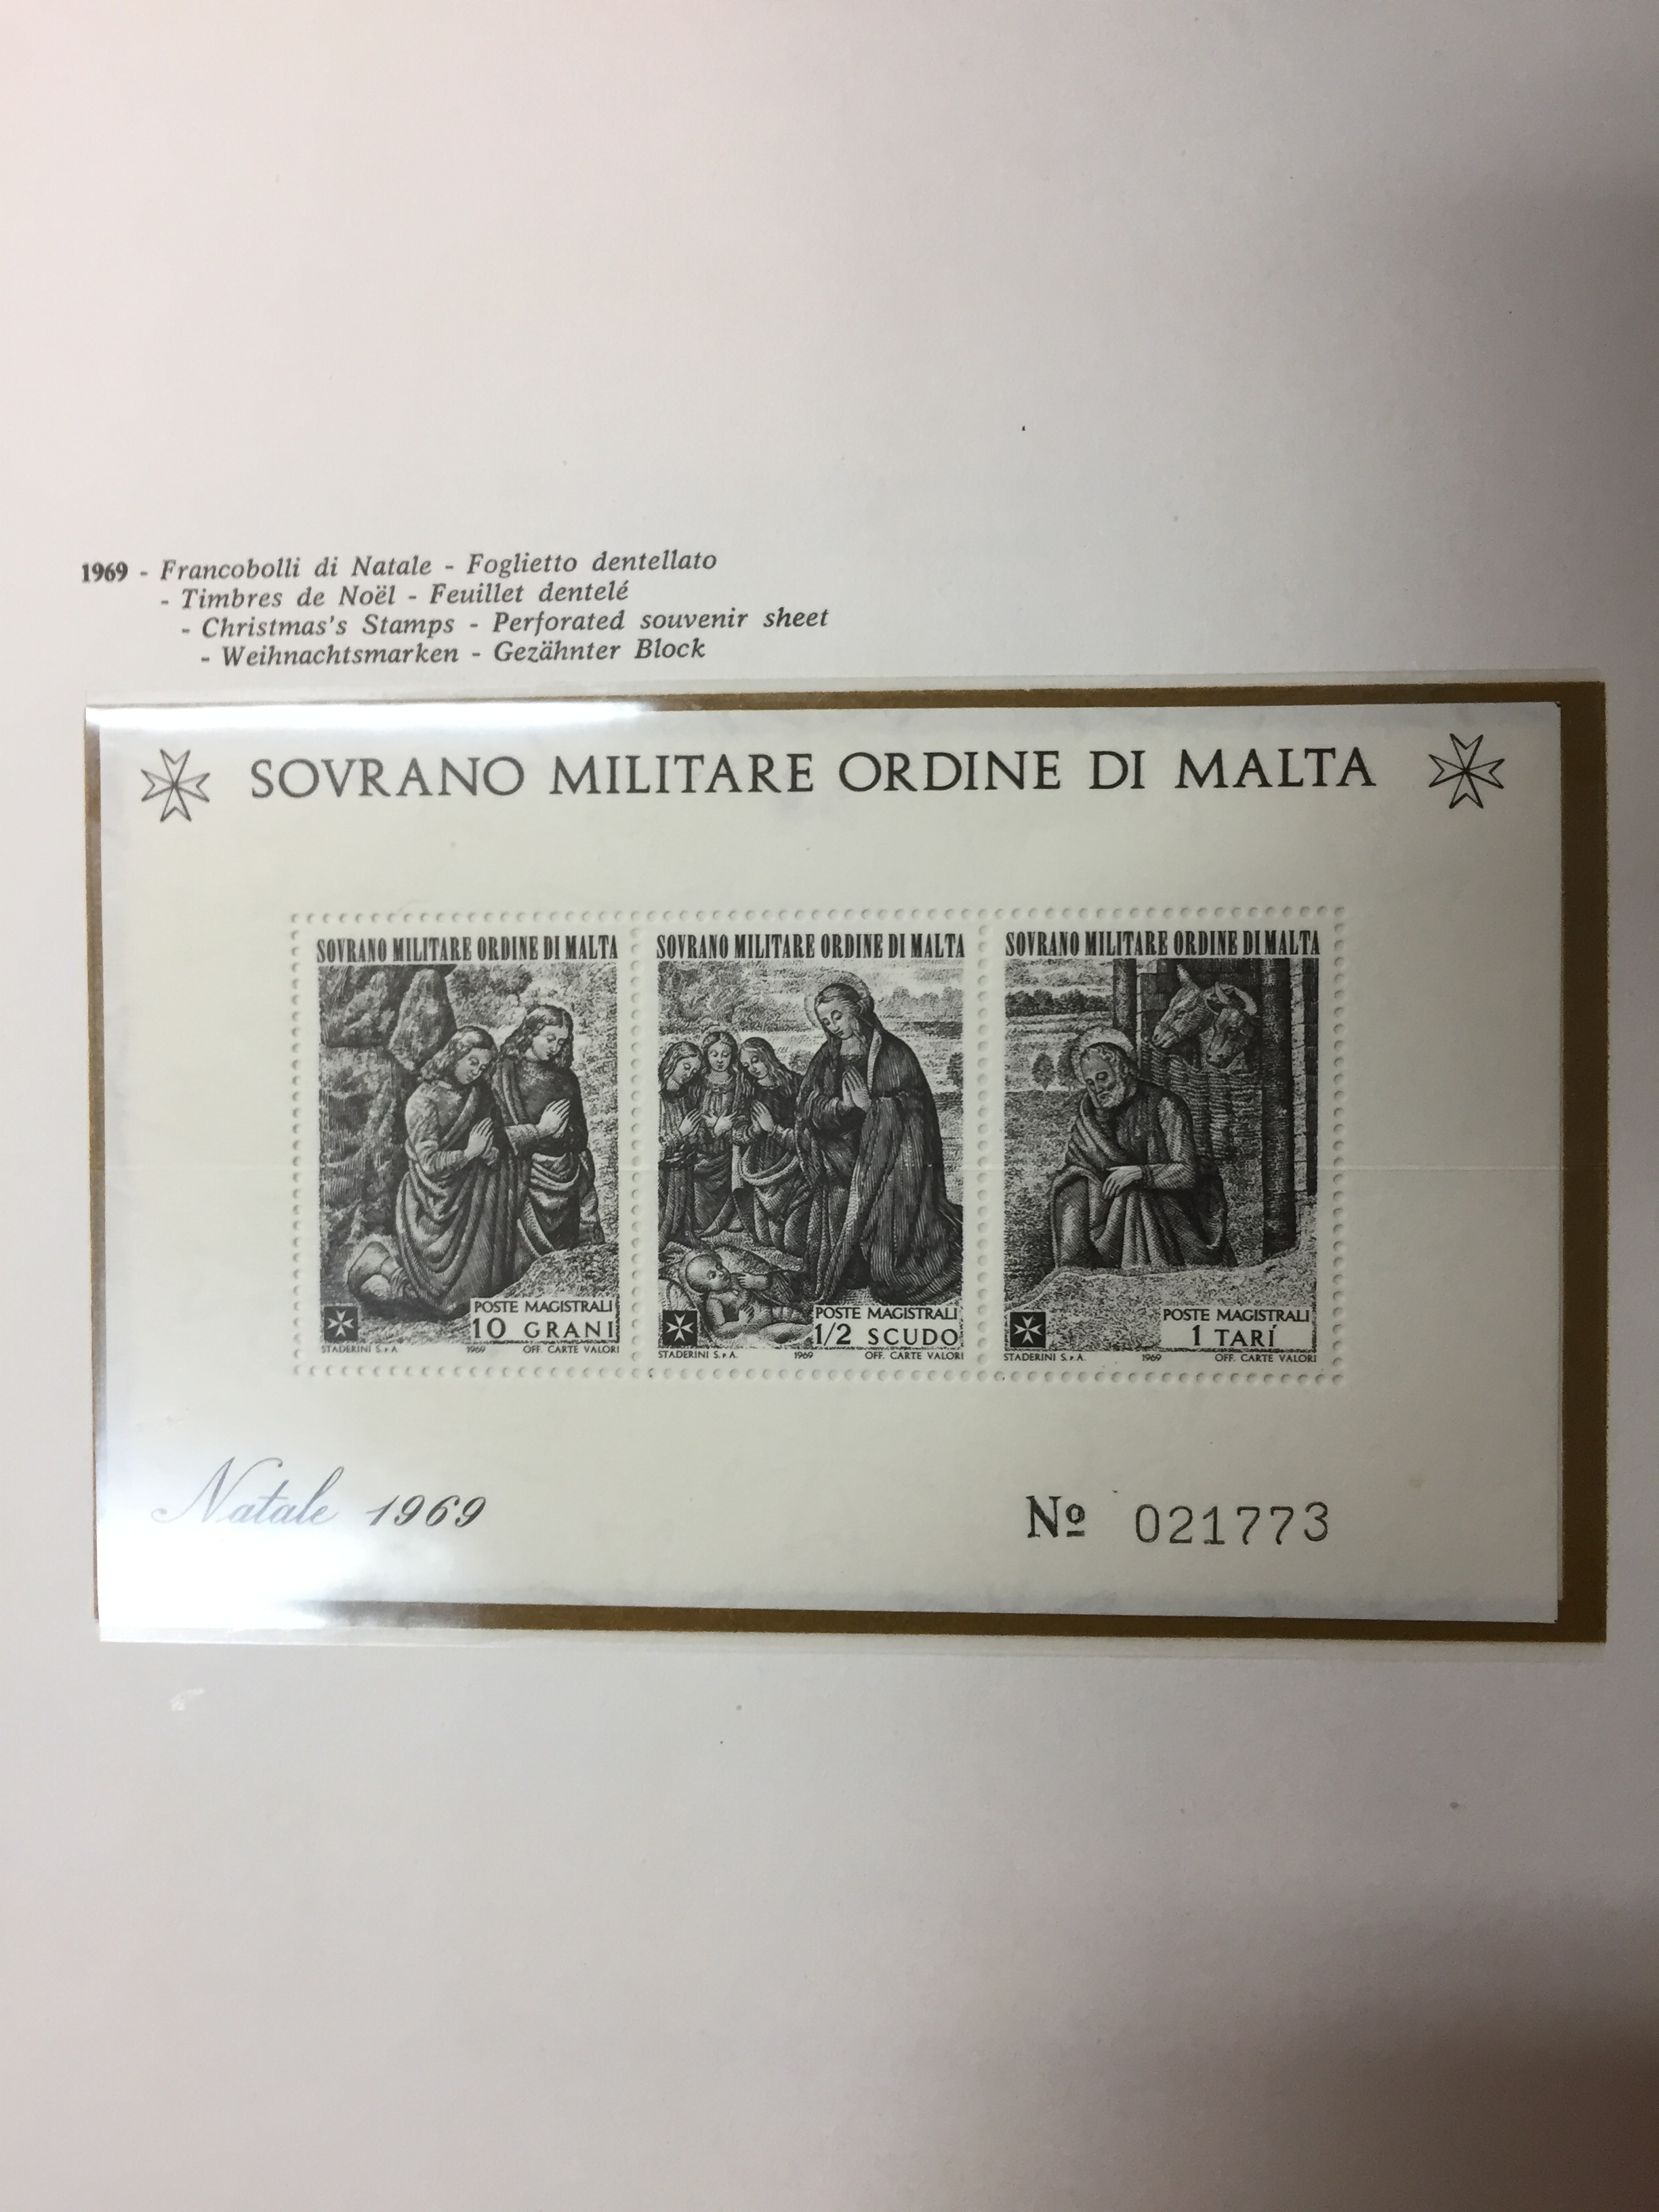 1969 - Francobolli di Natale - Foglietto dentellato
- Timbres de Noël - Feuillet dentelé
- Christmas's Stamps - Perforated souvenir sheet
- Weihnachtsmarken - Gezähnter Block
SOVRANO MILITARE ORDINE DI MALTA
SOVRANO MILITARE ORDINE DI MALTA
POSTE MAGISTRALI
10 GRANI
STADERINI S.p.A. 1969 OFF. CARTE VALORI
SOVRANO MILITARE ORDINE DI MALTA
POSTE MAGISTRALI
1/2 SCUDO
STADERINI S.p.A. 1969 OFF. CARTE VALORI
SOVRANO MILITARE ORDINE DI MALTA
POSTE MAGISTRALI
1 TARÍ
STADERINI S.p.A. 1969 OFF. CARTE VALORI
Natale 1969
Nº 021773